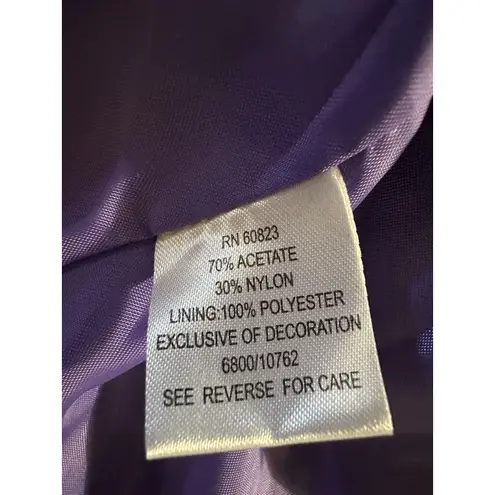 RN 60823
70% ACETATE
30% NYLON
LINING:100% POLYESTER
EXCLUSIVE OF DECORATION
6800/10762
SEE REVERSE FOR CARE